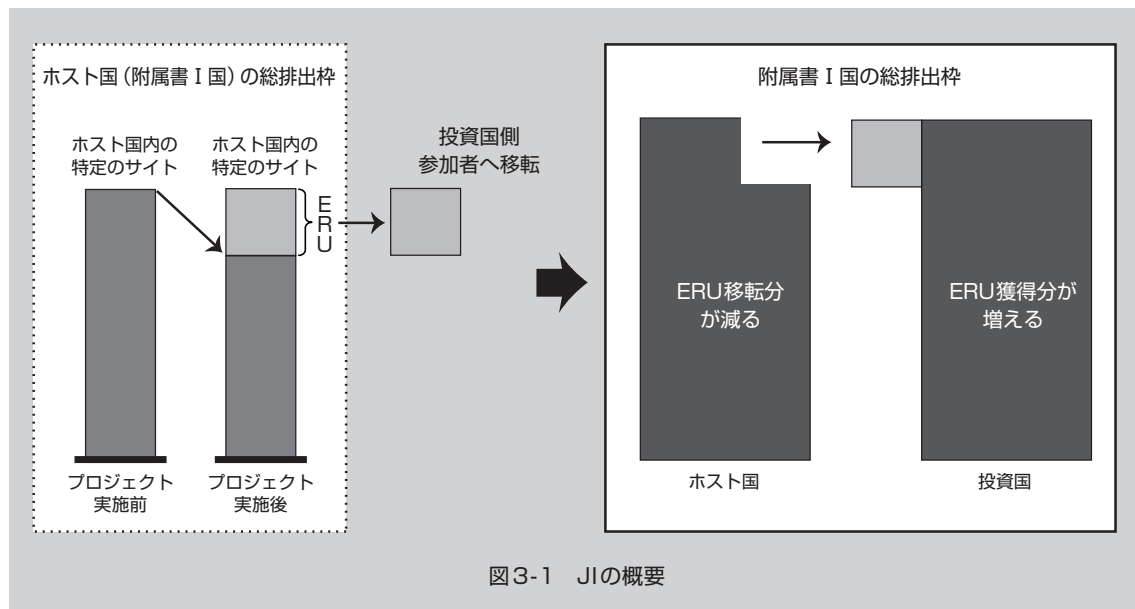 ホスト国（附属書Ⅰ国）の総排出枠
ホスト国内の
特定のサイト
ホスト国内の
特定のサイト
ERU
プロジェクト
実施前
プロジェクト
実施後
投資国側
参加者へ移転
附属書Ⅰ国の総排出枠
ERU移転分
が減る
ERU獲得分が
増える
ホスト国
投資国
図3-1　JIの概要